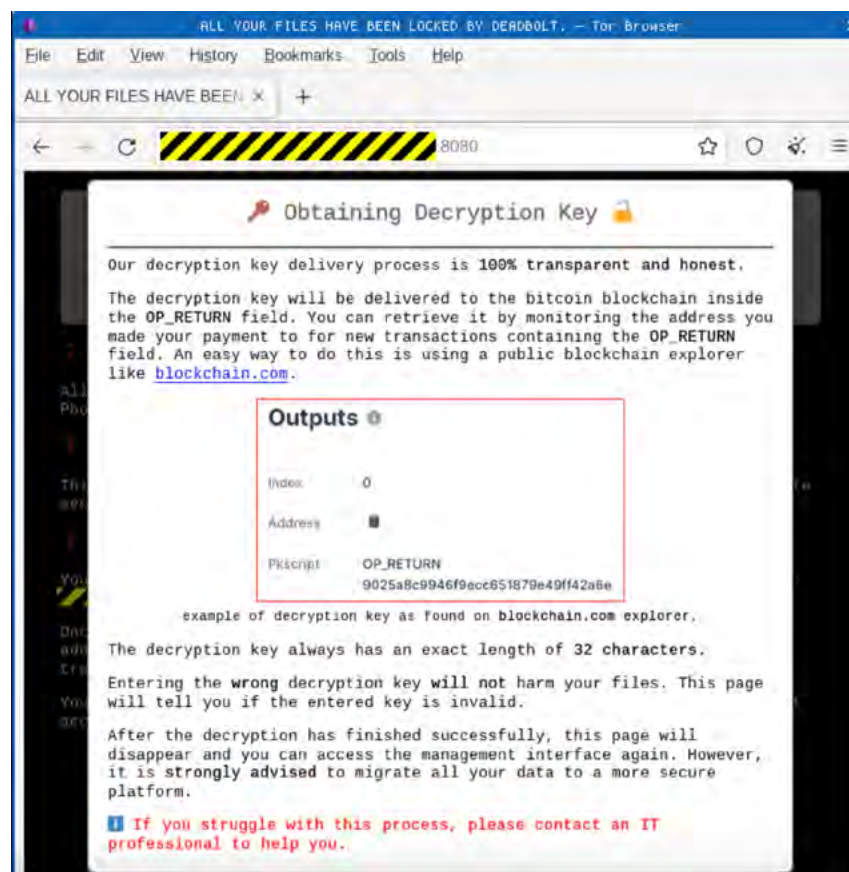 ALL YOUR FILES HAVE BEEN LOCKED BY DEADBOLT. — Tor Browser
File Edit View History Bookmarks Tools Help
ALL YOUR FILES HAVE BEEN × +
:8080
Obtaining Decryption Key
Our decryption key delivery process is 100% transparent and honest.
The decryption key will be delivered to the bitcoin blockchain inside
the OP_RETURN field. You can retrieve it by monitoring the address you
made your payment to for new transactions containing the OP_RETURN
field. An easy way to do this is using a public blockchain explorer
like blockchain.com.
Outputs
Index 0
Address
Pkscript OP_RETURN
9025a8c9946f9ecc651879e49ff42a6e
example of decryption key as found on blockchain.com explorer.
The decryption key always has an exact length of 32 characters.
Entering the wrong decryption key will not harm your files. This page
will tell you if the entered key is invalid.
After the decryption has finished successfully, this page will
disappear and you can access the management interface again. However,
it is strongly advised to migrate all your data to a more secure
platform.
If you struggle with this process, please contact an IT
professional to help you.